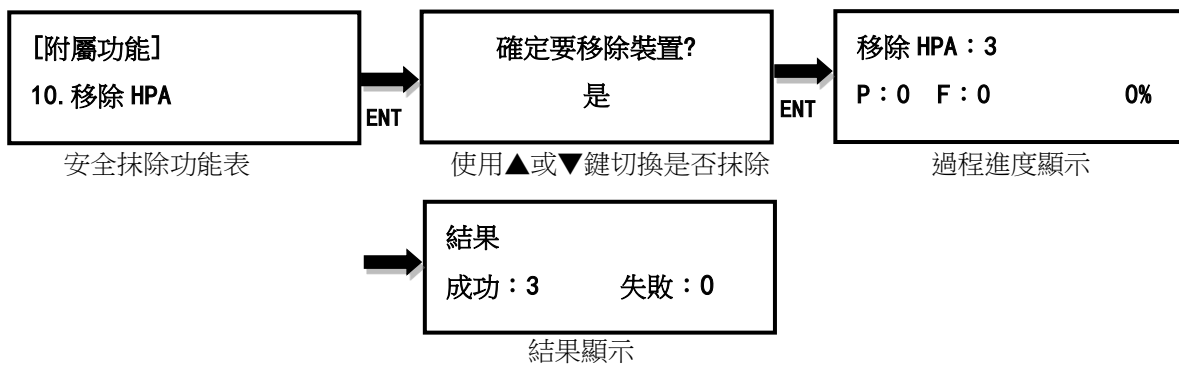 [附屬功能]
10. 移除 HPA
ENT
安全抹除功能表
確定要移除裝置?
是
ENT
使用▲或▼鍵切換是否抹除
移除 HPA：3
P：0 F：0 0%
過程進度顯示
結果
成功：3 失敗：0
結果顯示